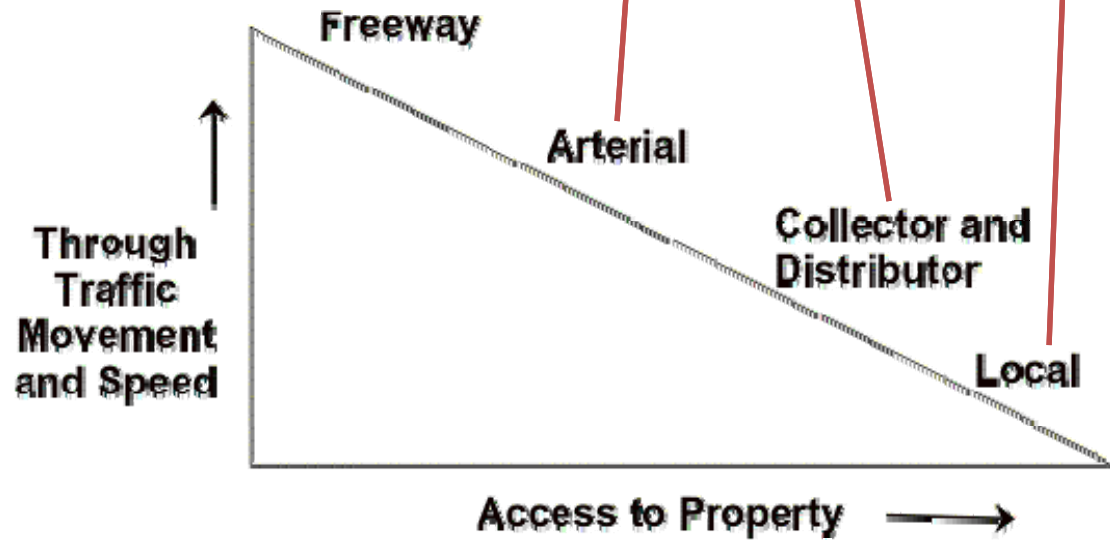 Freeway
Arterial
Collector and
Distributor
Local
Through
Traffic
Movement
and Speed
Access to Property